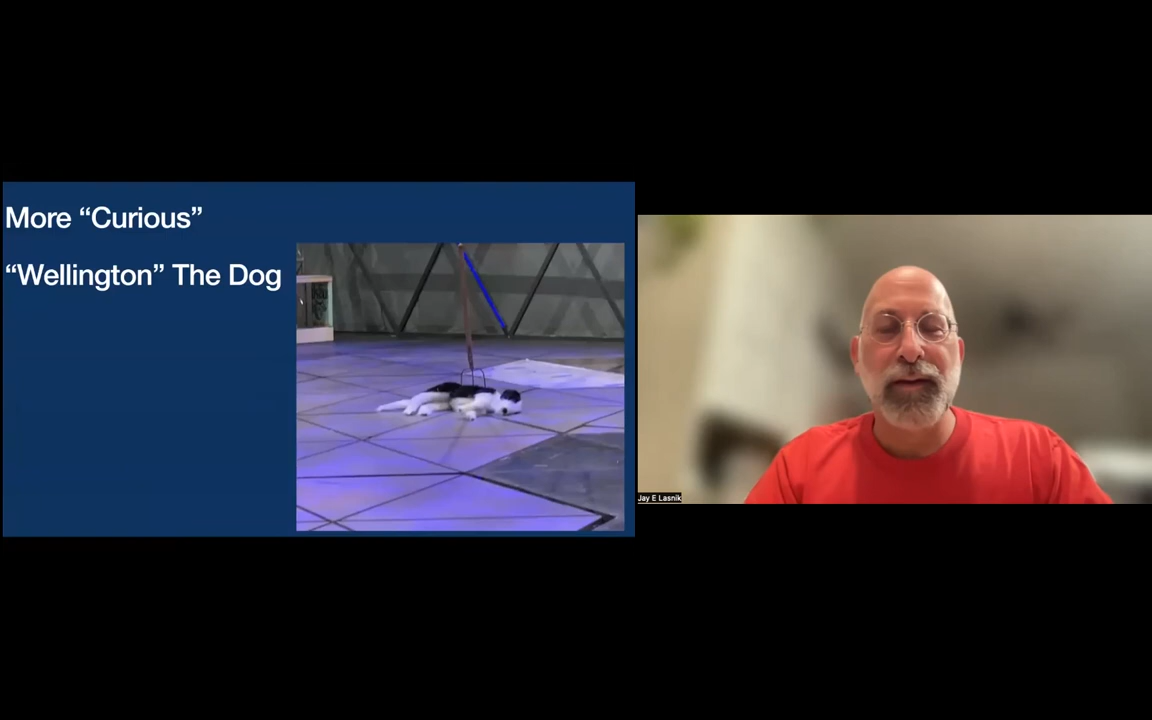 More “Curious”
“Wellington” The Dog
Jay E Lasnik